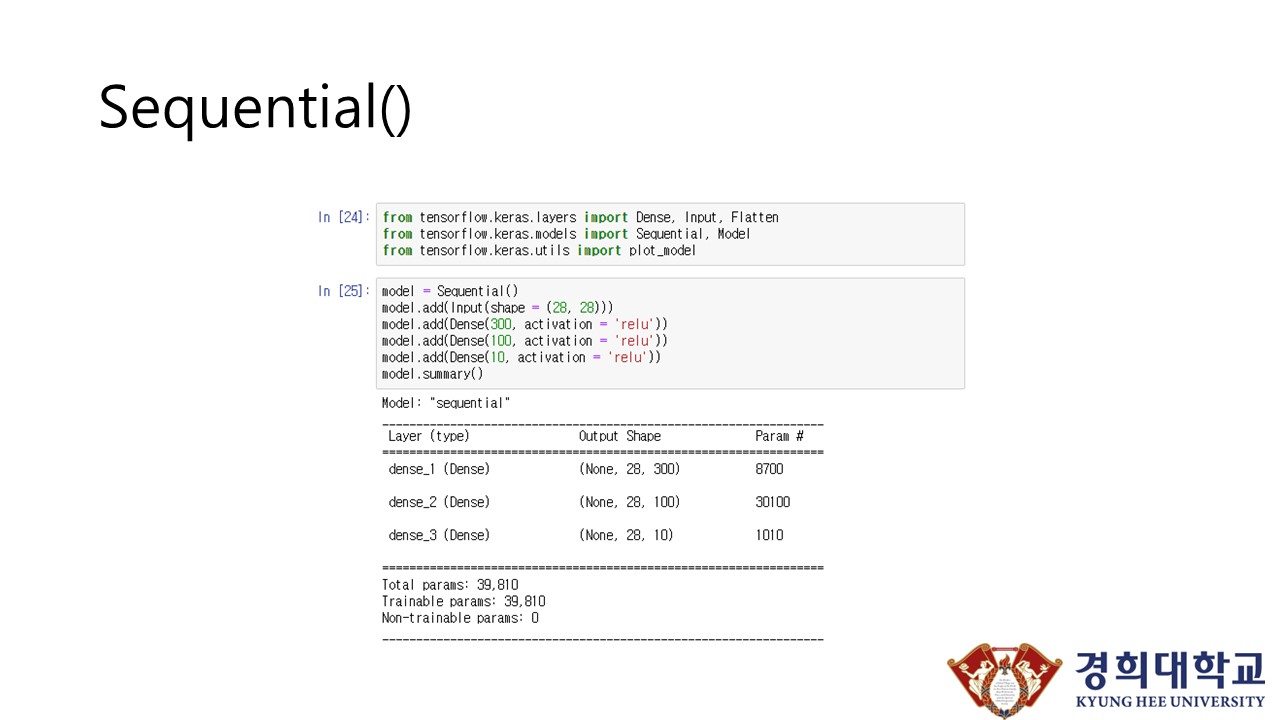 Sequential()
In [24]: from tensorflow.keras.layers import Dense, Input, Flatten
from tensorflow.keras.models import Sequential, Model
from tensorflow.keras.utils import plot_model
In [25]: model = Sequential()
model.add(Input(shape = (28, 28)))
model.add(Dense(300, activation = 'relu'))
model.add(Dense(100, activation = 'relu'))
model.add(Dense(10, activation = 'relu'))
model.summary()
Model: "sequential"
Layer (type) Output Shape Param #
dense_1 (Dense) (None, 28, 300) 8700
dense_2 (Dense) (None, 28, 100) 30100
dense_3 (Dense) (None, 28, 10) 1010
Total params: 39,810
Trainable params: 39,810
Non-trainable params: 0
경희대학교
KYUNG HEE UNIVERSITY